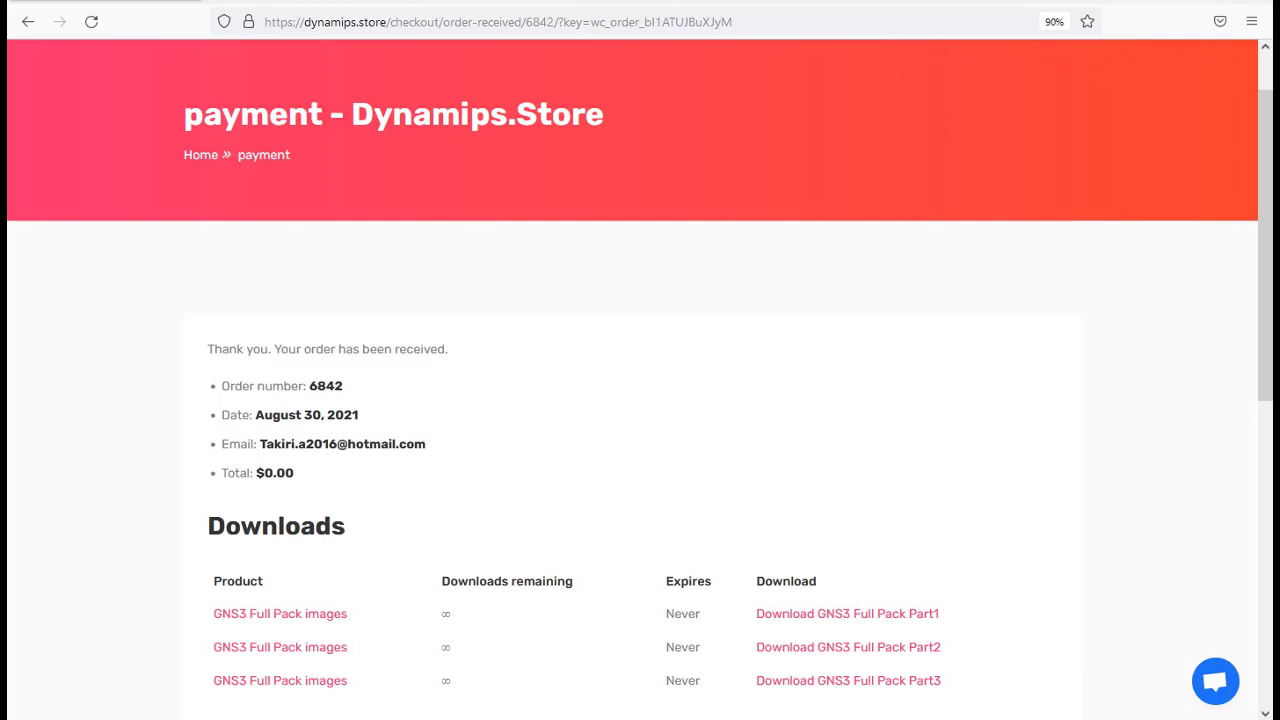 https://dynamips.store/checkout/order-received/6842/?key=wc_order_bI1ATUJBuXJyM
90%
payment - Dynamips.Store
Home » payment
Thank you. Your order has been received.
• Order number: 6842
• Date: August 30, 2021
• Email: Takiri.a2016@hotmail.com
• Total: $0.00
Downloads
Product Downloads remaining Expires Download
GNS3 Full Pack images ∞ Never Download GNS3 Full Pack Part1
GNS3 Full Pack images ∞ Never Download GNS3 Full Pack Part2
GNS3 Full Pack images ∞ Never Download GNS3 Full Pack Part3